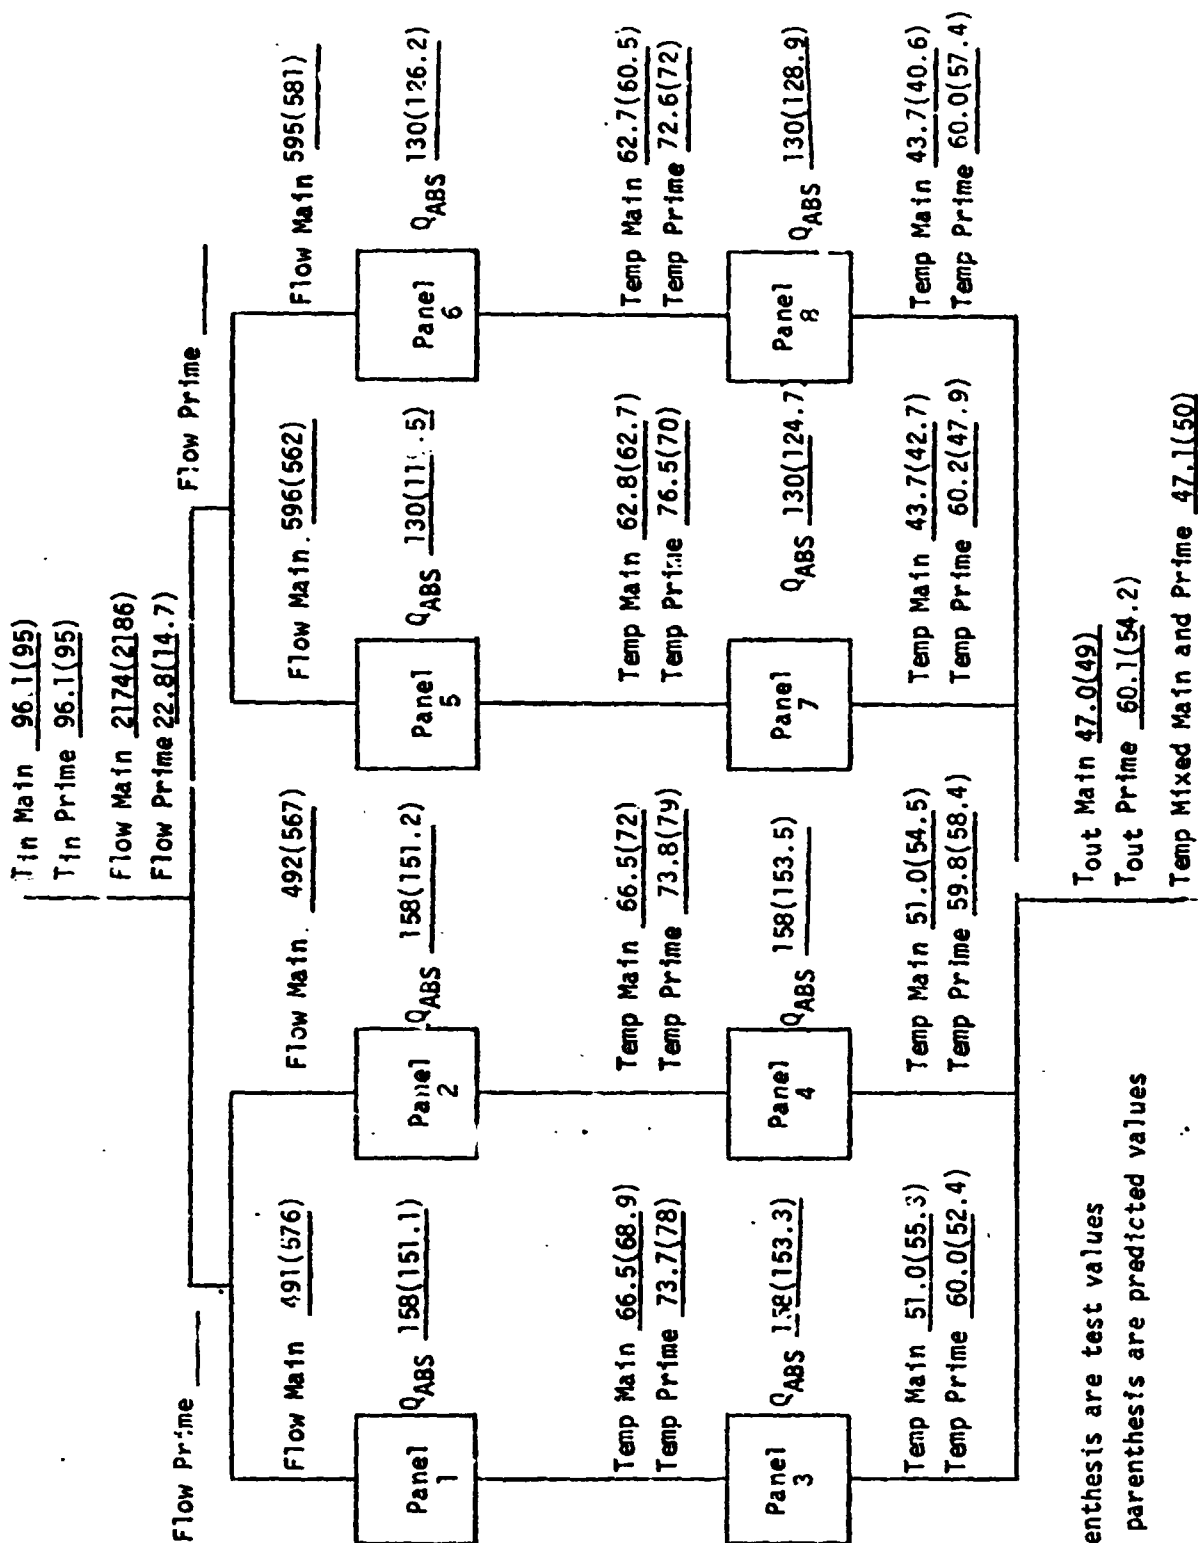 Tin Main 96.1(95)
Tin Prime 96.1(95)
Flow Main 2174(2186)
Flow Prime 22.8(14.7)
Flow Prime
Flow Prime
Flow Main 491(576)
Flow Main. 492(567)
Flow Main. 596(562)
Flow Main 595(581)
Panel 1
QABS 158(151.1)
Panel 2
QABS 158(151.2)
Panel 5
QABS
Panel 6
QABS 130(126.2)
Temp Main 66.5(68.9)
Temp Prime 73.7(78)
Temp Main 66.5(72)
Temp Prime 73.8(79)
Temp Main 62.8(62.7)
Temp Prime 76.5(70)
Temp Main 62.7(60.5)
Temp Prime 72.6(72)
Panel 3
QABS 158(153.3)
Panel 4
QABS 158(153.5)
Panel 7
QABS 130(124.7)
Panel 8
QABS 130(128.9)
Temp Main 51.0(55.3)
Temp Prime 60.0(52.4)
Temp Main 51.0(54.5)
Temp Prime 59.8(58.4)
Temp Main 43.7(42.7)
Temp Prime 60.2(47.9)
Temp Main 43.7(40.6)
Temp Prime 60.0(57.4)
Tout Main 47.0(49)
Tout Prime 60.1(54.2)
Temp Mixed Main and Prime 47.1(50)
enthesis are test values
parenthesis are predicted values